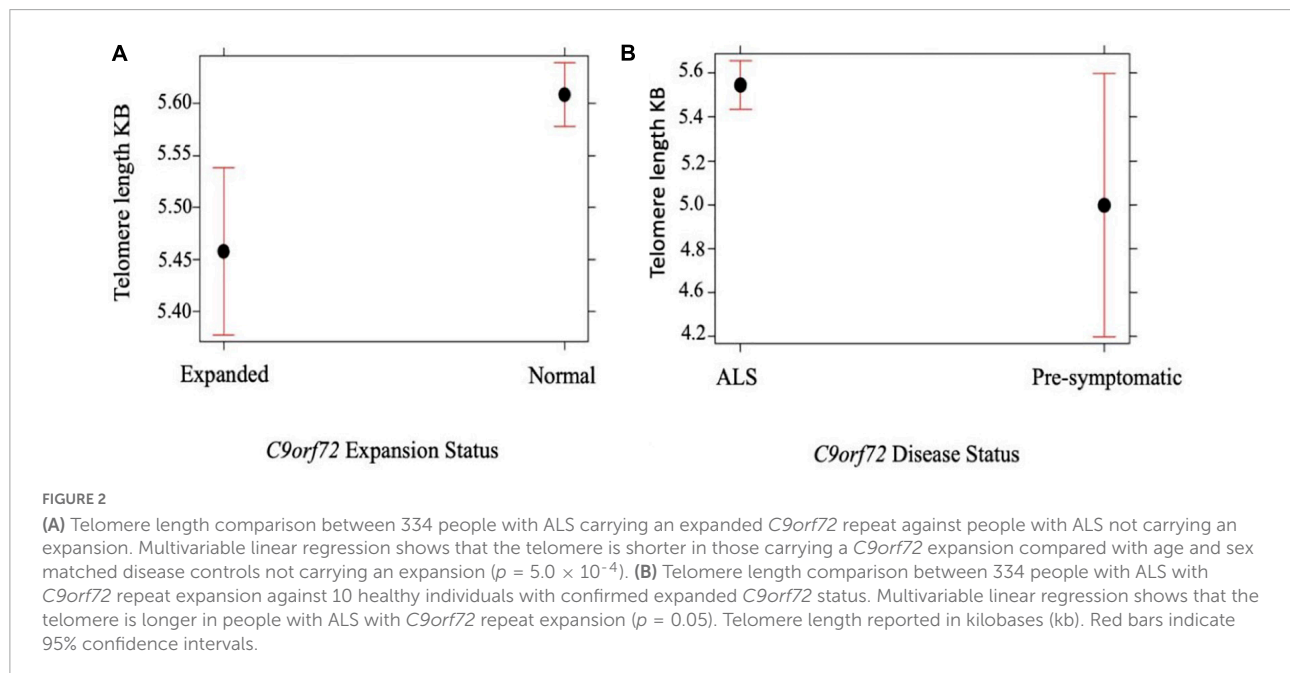 A
B
Telomere length KB
5.60
5.55
5.50
5.45
5.40
Expanded
Normal
C9orf72 Expansion Status
Telomere length KB
5.6
5.4
5.2
5.0
4.8
4.6
4.2
ALS
Pre-symptomatic
C9orf72 Disease Status
FIGURE 2
(A) Telomere length comparison between 334 people with ALS carrying an expanded C9orf72 repeat against people with ALS not carrying an
expansion. Multivariable linear regression shows that the telomere is shorter in those carrying a C9orf72 expansion compared with age and sex
matched disease controls not carrying an expansion (p = 5.0 × 10⁻⁴). (B) Telomere length comparison between 334 people with ALS with
C9orf72 repeat expansion against 10 healthy individuals with confirmed expanded C9orf72 status. Multivariable linear regression shows that the
telomere is longer in people with ALS with C9orf72 repeat expansion (p = 0.05). Telomere length reported in kilobases (kb). Red bars indicate
95% confidence intervals.